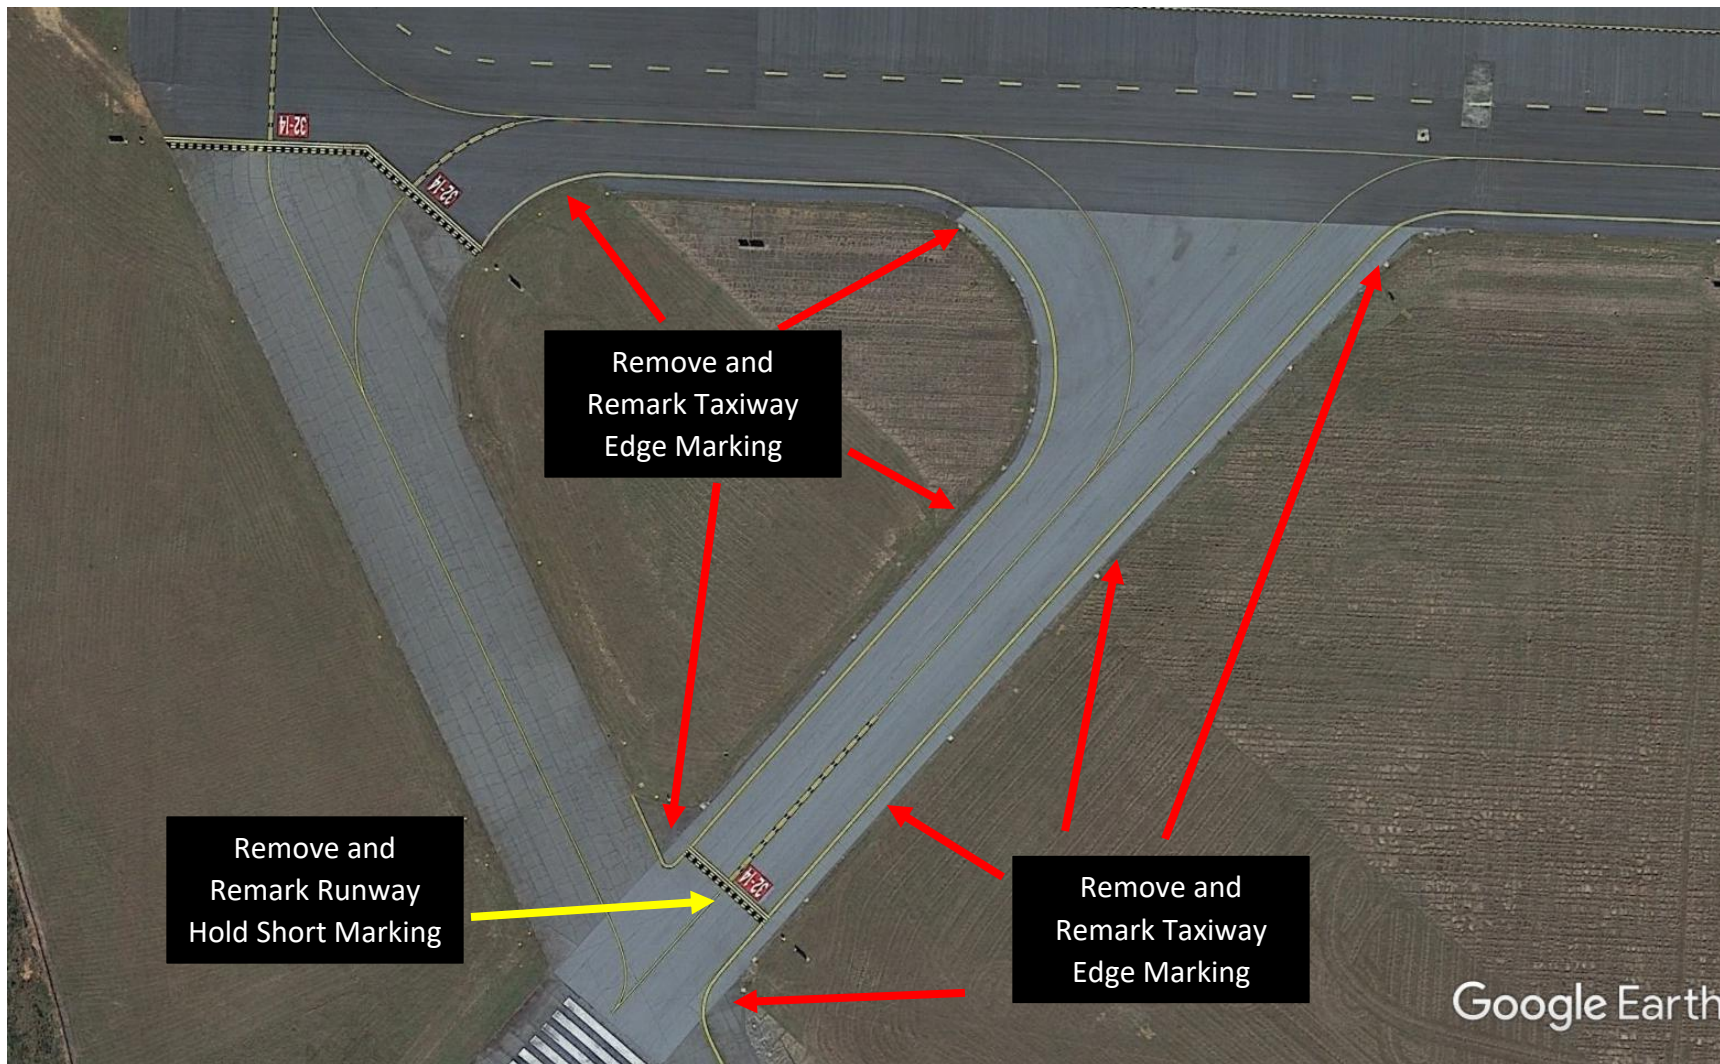 32-14
32-14
Remove and
Remark Taxiway
Edge Marking
Remove and
Remark Runway
Hold Short Marking
32-14
Remove and
Remark Taxiway
Edge Marking
Google Earth